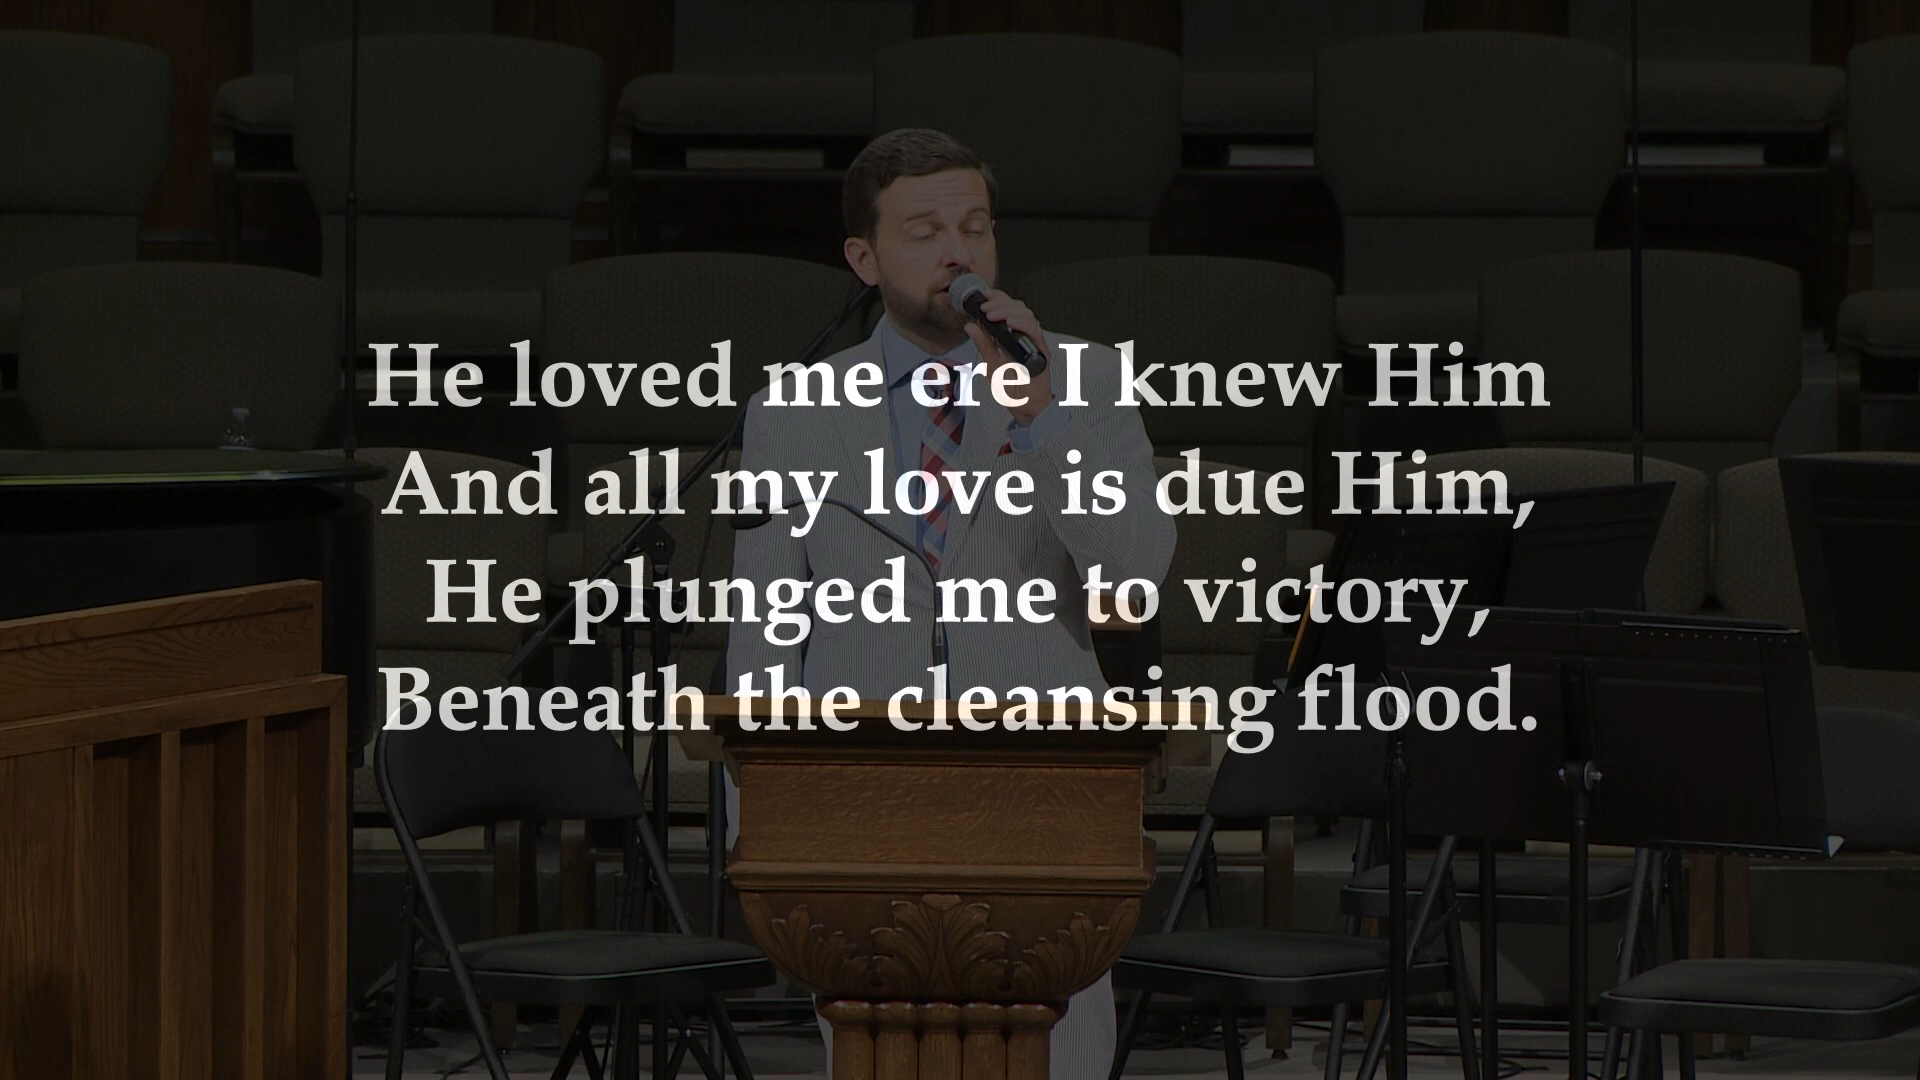 He loved me ere I knew Him
And all my love is due Him,
He plunged me to victory,
Beneath the cleansing flood.